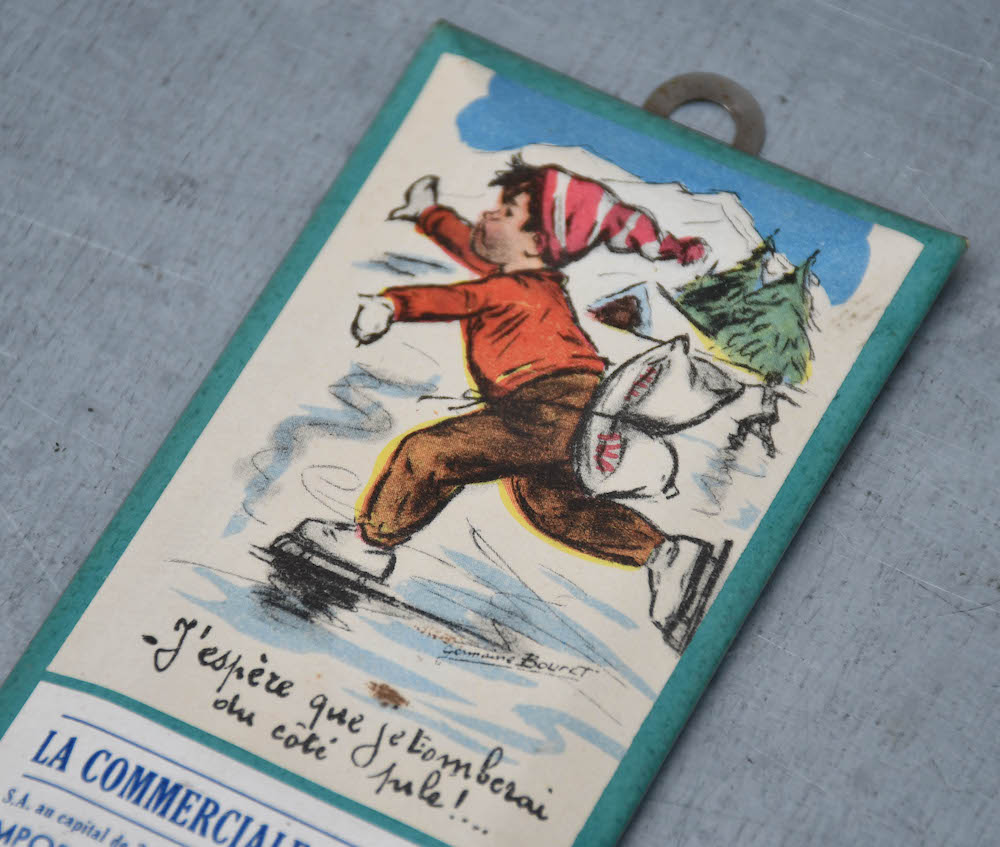 Germaine Bouret
- J'espère que je tomberai
du côté pile !....
LA COMMERCIALE
S.A. au capital de